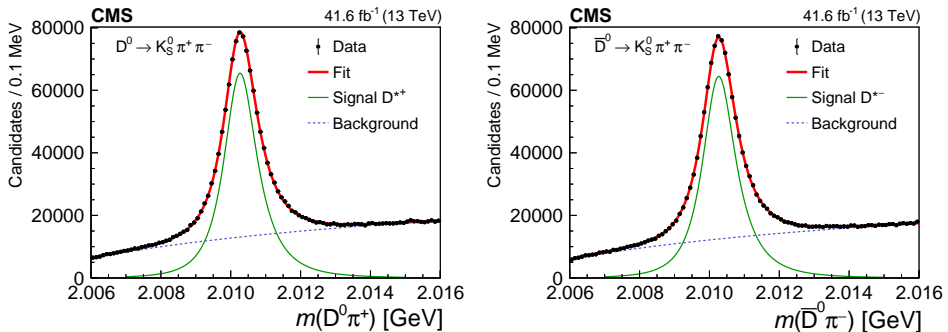 CMS 41.6 fb⁻¹ (13 TeV)
Candidates / 0.1 MeV
80000
60000
40000
20000
0
D⁰ → K⁰S π⁺ π⁻
Data
Fit
Signal D*⁺
Background
2.006 2.008 2.010 2.012 2.014 2.016
m(D⁰π⁺) [GeV]
CMS 41.6 fb⁻¹ (13 TeV)
Candidates / 0.1 MeV
80000
60000
40000
20000
0
D̅⁰ → K⁰S π⁺ π⁻
Data
Fit
Signal D*⁻
Background
2.006 2.008 2.010 2.012 2.014 2.016
m(D̅⁰π⁻) [GeV]